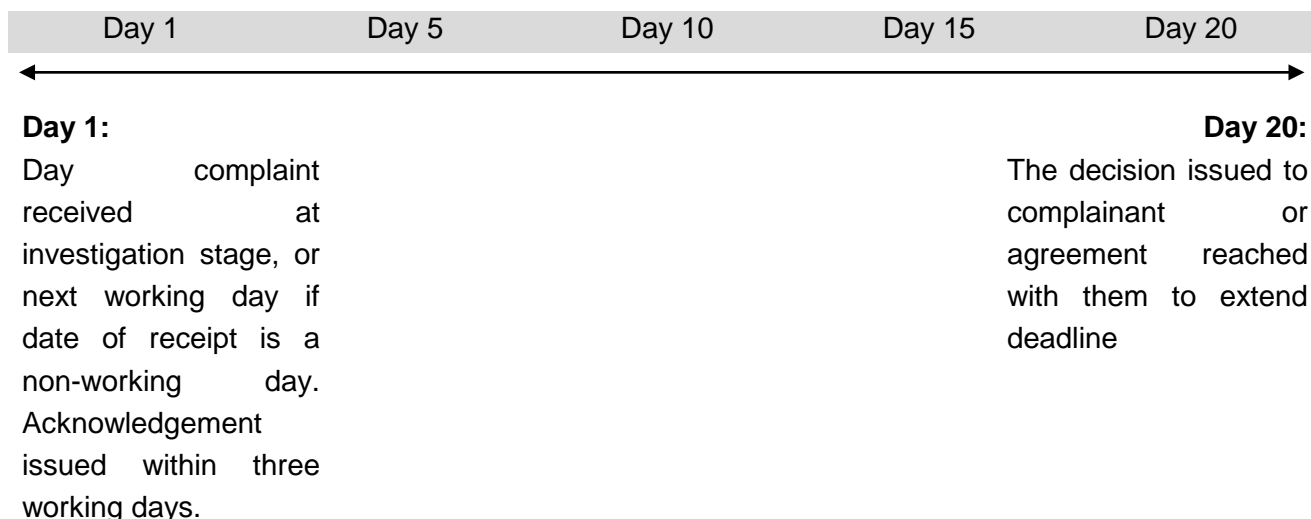 Day 1 Day 5 Day 10 Day 15 Day 20
Day 1:
Day complaint
received at
investigation stage, or
next working day if
date of receipt is a
non-working day.
Acknowledgement
issued within three
working days.
Day 20:
The decision issued to
complainant or
agreement reached
with them to extend
deadline